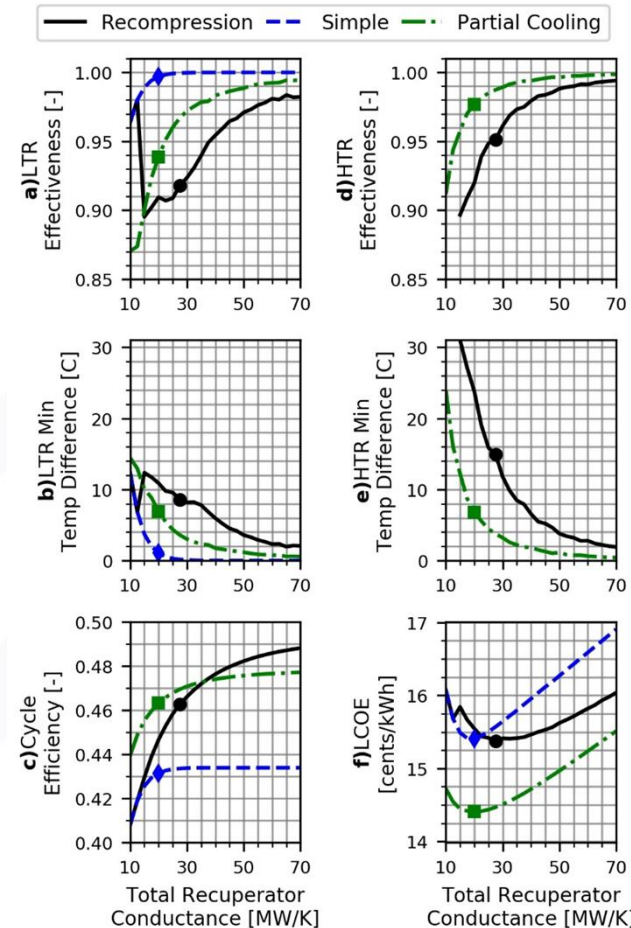 Recompression Simple Partial Cooling
a)LTR
Effectiveness [-]
1.00
0.95
0.90
0.85
10 30 50 70
d)HTR
Effectiveness [-]
1.00
0.95
0.90
0.85
10 30 50 70
b)LTR Min
Temp Difference [C]
30
20
10
0
10 30 50 70
e)HTR Min
Temp Difference [C]
30
20
10
0
10 30 50 70
c)Cycle
Efficiency [-]
0.50
0.48
0.46
0.44
0.42
0.40
10 30 50 70
Total Recuperator
Conductance [MW/K]
f)LCOE
[cents/kWh]
17
16
15
14
10 30 50 70
Total Recuperator
Conductance [MW/K]